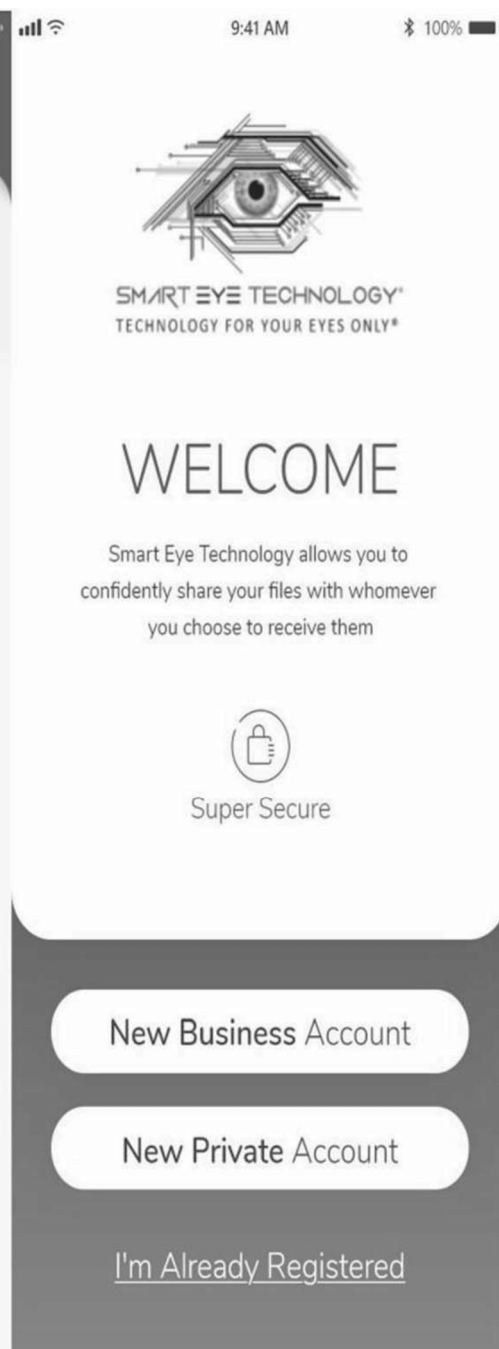 9:41 AM 100%
SMART EYE TECHNOLOGY®
TECHNOLOGY FOR YOUR EYES ONLY®
WELCOME
Smart Eye Technology allows you to
confidently share your files with whomever
you choose to receive them
Super Secure
New Business Account
New Private Account
I'm Already Registered